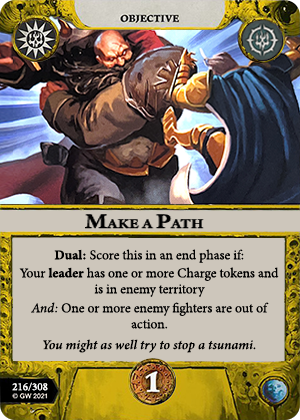 OBJECTIVE
MAKE A PATH
Dual: Score this in an end phase if:
Your leader has one or more Charge tokens and
is in enemy territory
And: One or more enemy fighters are out of
action.
You might as well try to stop a tsunami.
216/308
© GW 2021
1